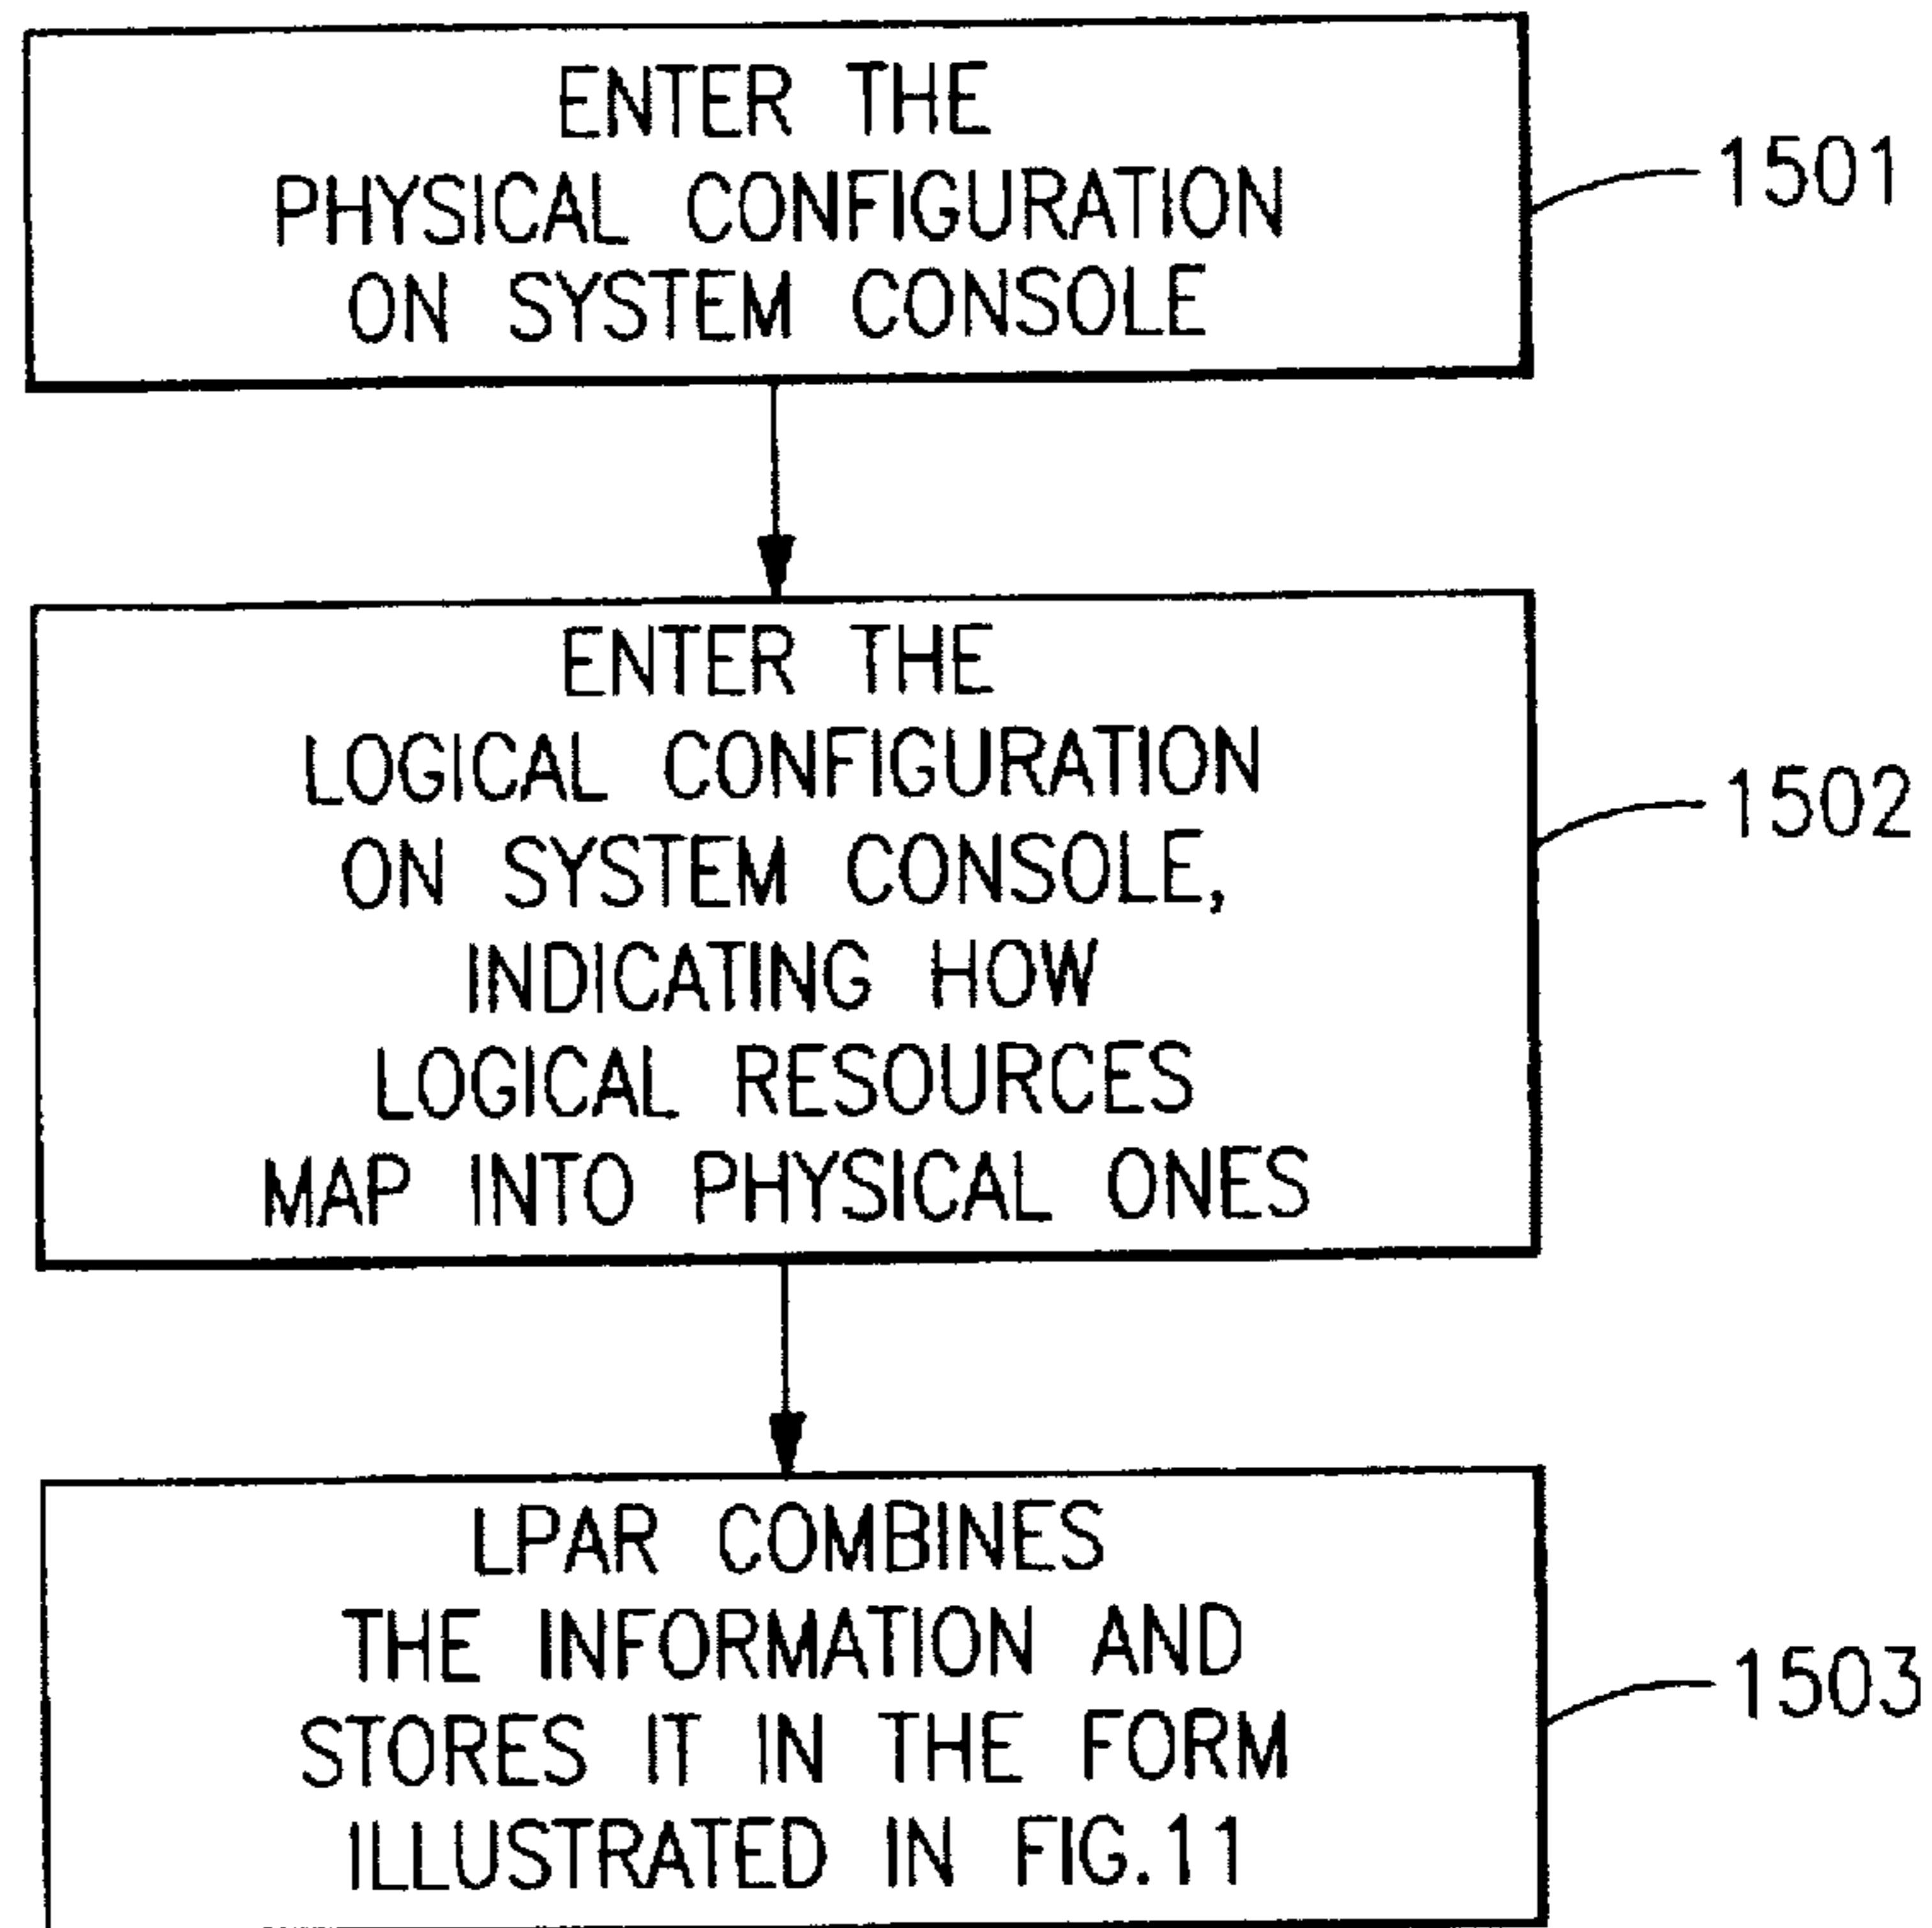 ENTER THE
PHYSICAL CONFIGURATION
ON SYSTEM CONSOLE
1501
ENTER THE
LOGICAL CONFIGURATION
ON SYSTEM CONSOLE,
INDICATING HOW
LOGICAL RESOURCES
MAP INTO PHYSICAL ONES
1502
LPAR COMBINES
THE INFORMATION AND
STORES IT IN THE FORM
ILLUSTRATED IN FIG.11
1503